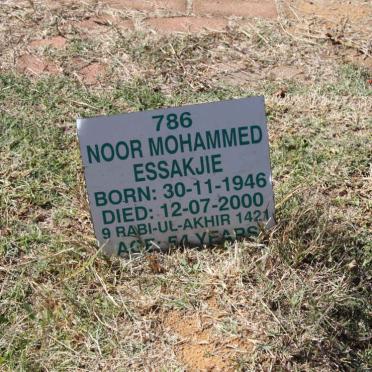 786
NOOR MOHAMMED
ESSAKJIE
BORN: 30-11-1946
DIED: 12-07-2000
9 RABI-UL-AKHIR 1421
AGE: 54 YEARS